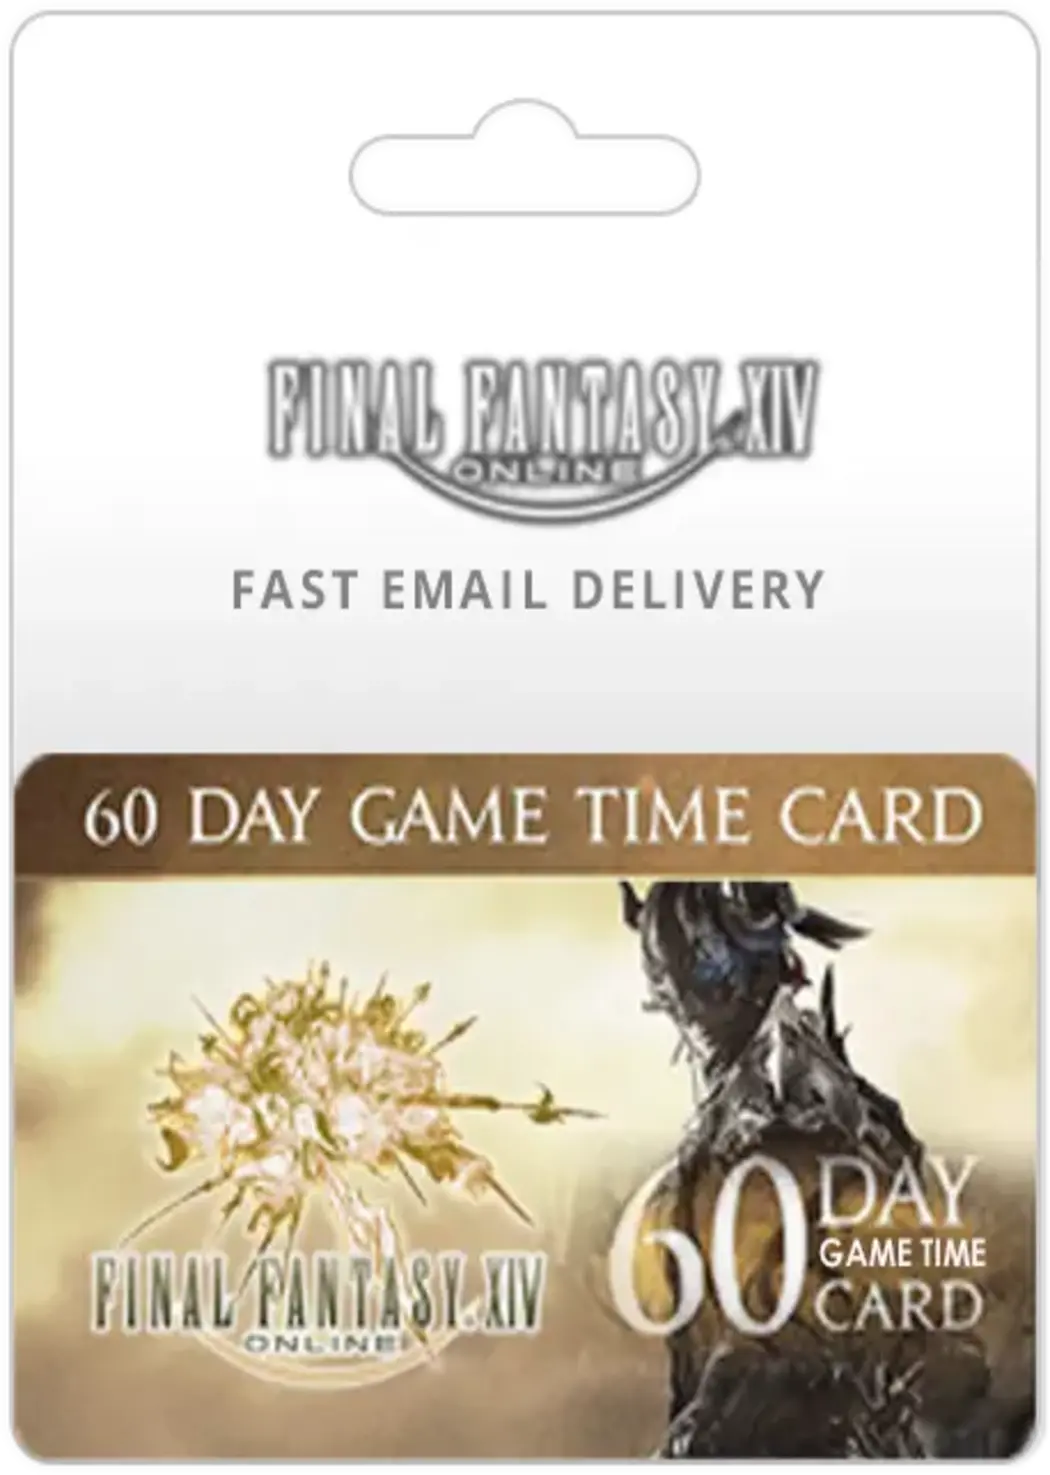 FINAL FANTASY XIV
ONLINE
FAST EMAIL DELIVERY
60 DAY GAME TIME CARD
FINAL FANTASY XIV
ONLINE
60 DAY
GAME TIME
CARD